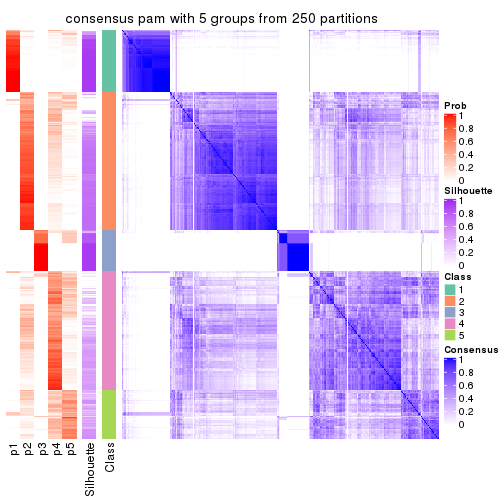 consensus pam with 5 groups from 250 partitions
Prob
1
0.8
0.6
0.4
0.2
0
Silhouette
1
0.8
0.6
0.4
0.2
0
Class
1
2
3
4
5
Consensus
1
0.8
0.6
0.4
0.2
0
p1
p2
p3
p4
p5
Silhouette
Class